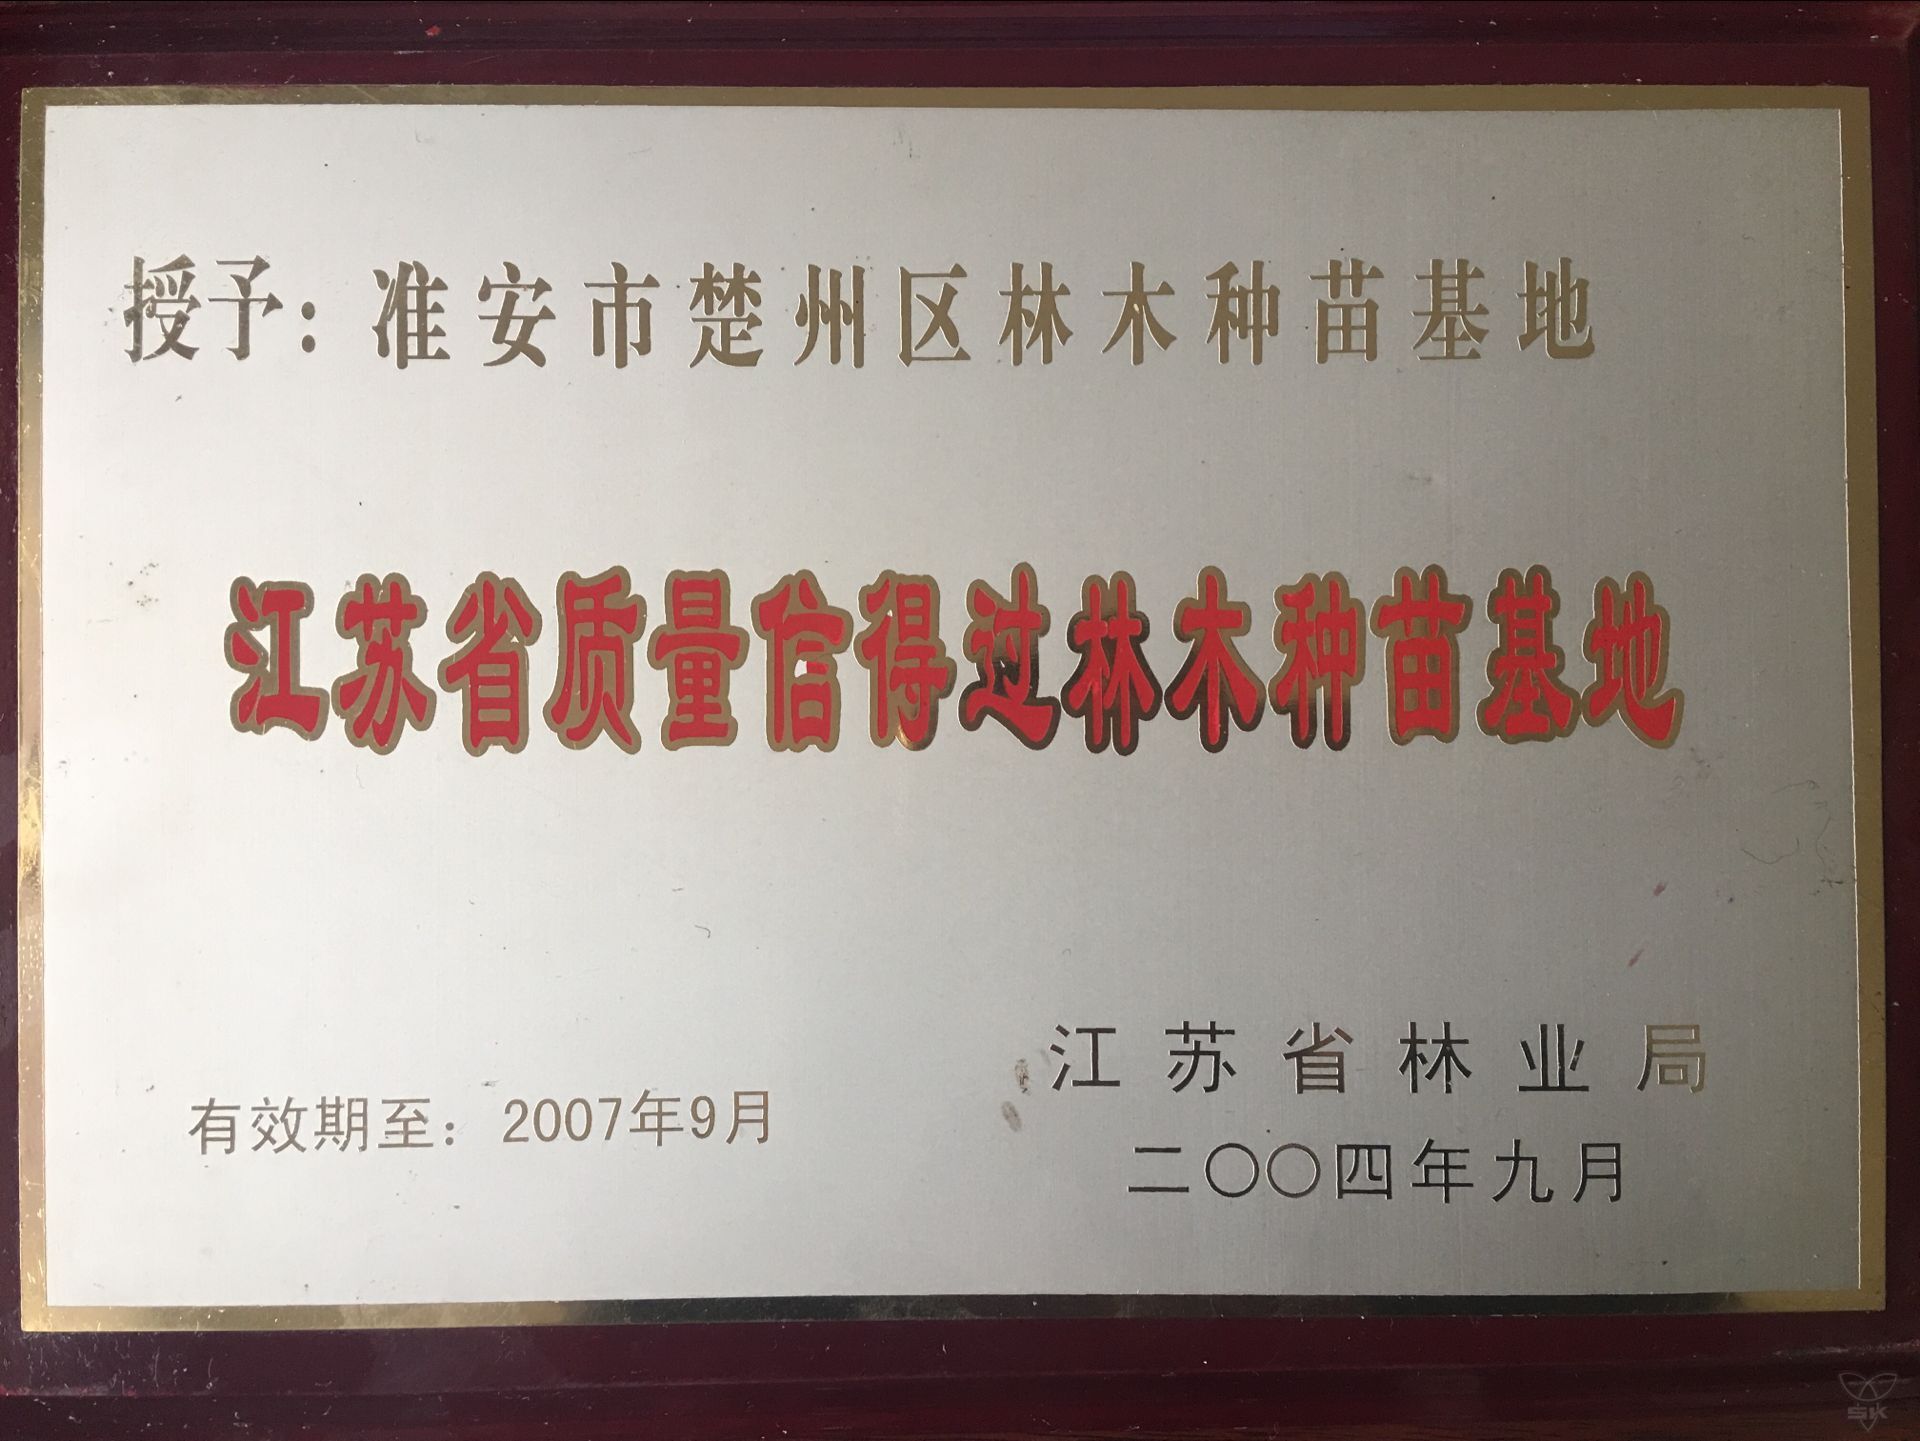 授予：准安市楚州区林木种苗基地
江苏省质量信得过林木种苗基地
江苏省林业局
有效期至：2007年9月
二〇〇四年九月
SK